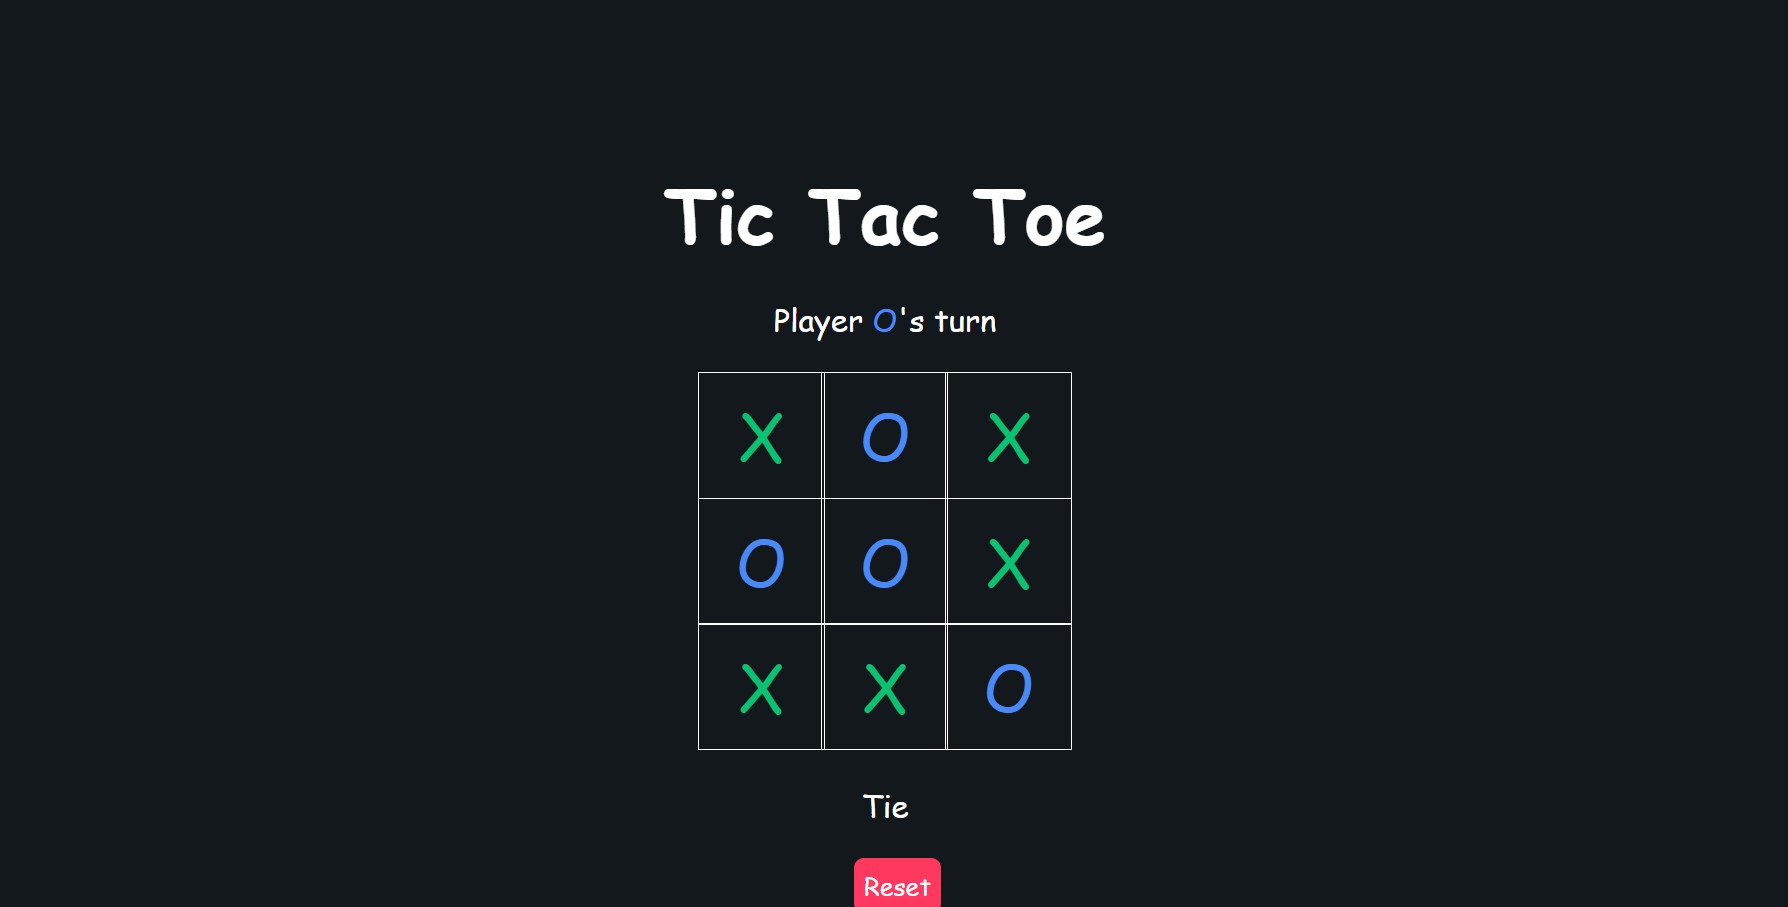 Tic Tac Toe
Player O's turn
X O X
O O X
X X O
Tie
Reset